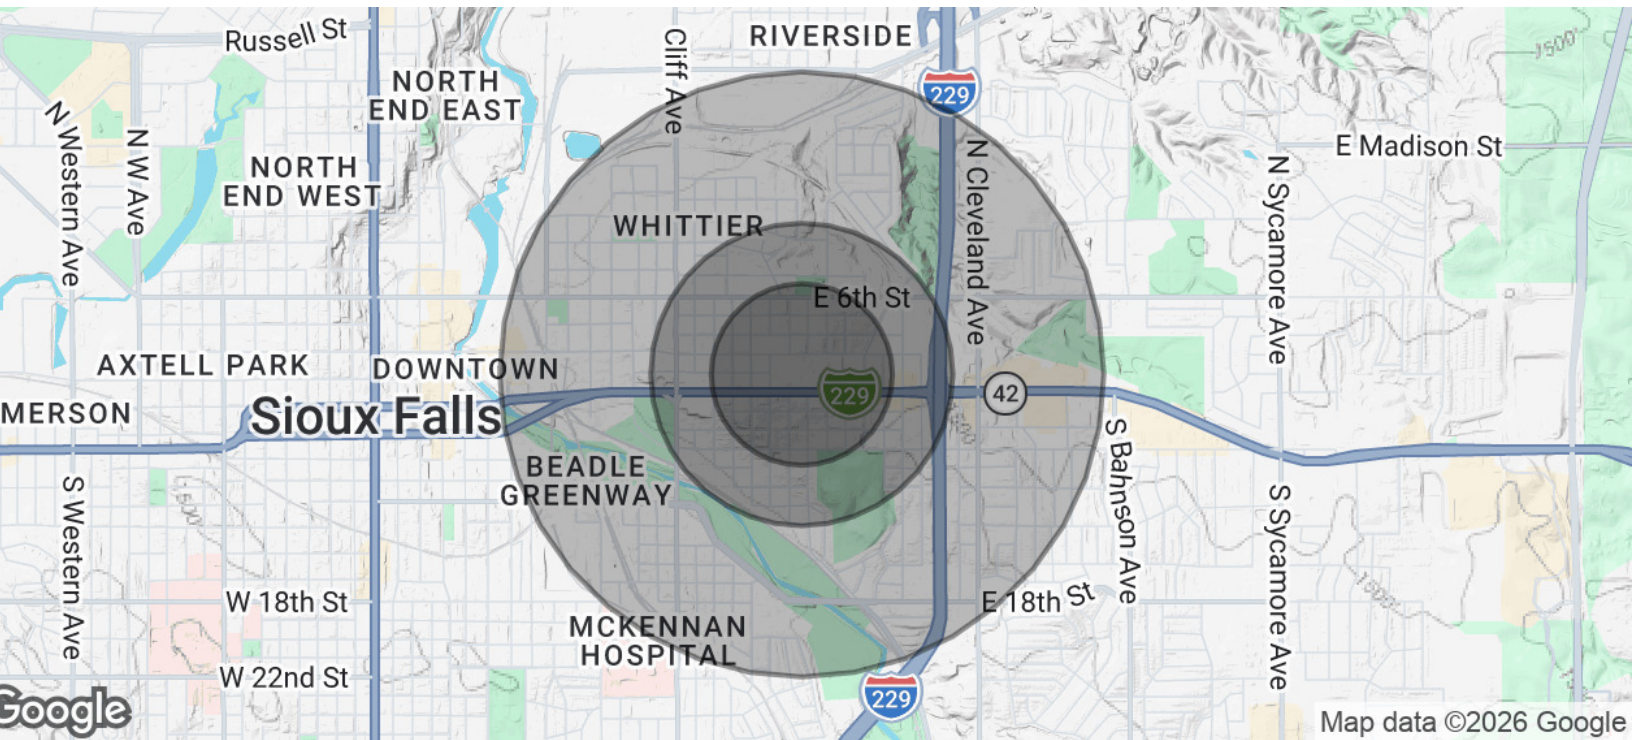 Russell St
Cliff Ave
RIVERSIDE
1500'
NORTH
END EAST
229
N Western Ave
N W Ave
NORTH
END WEST
N Cleveland Ave
E Madison St
N Sycamore Ave
WHITTIER
E 6th St
AXTELL PARK
DOWNTOWN
229
42
MERSON
Sioux Falls
BEADLE
GREENWAY
S Bahnson Ave
S Western Ave
S Sycamore Ave
1500'
W 18th St
E 18th St
MCKENNAN
HOSPITAL
W 22nd St
229
Google
Map data ©2026 Google